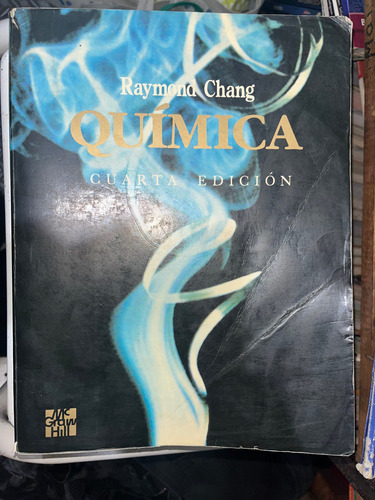 Raymond Chang
QUÍMICA
CUARTA EDICIÓN
Mc
Graw
Hill